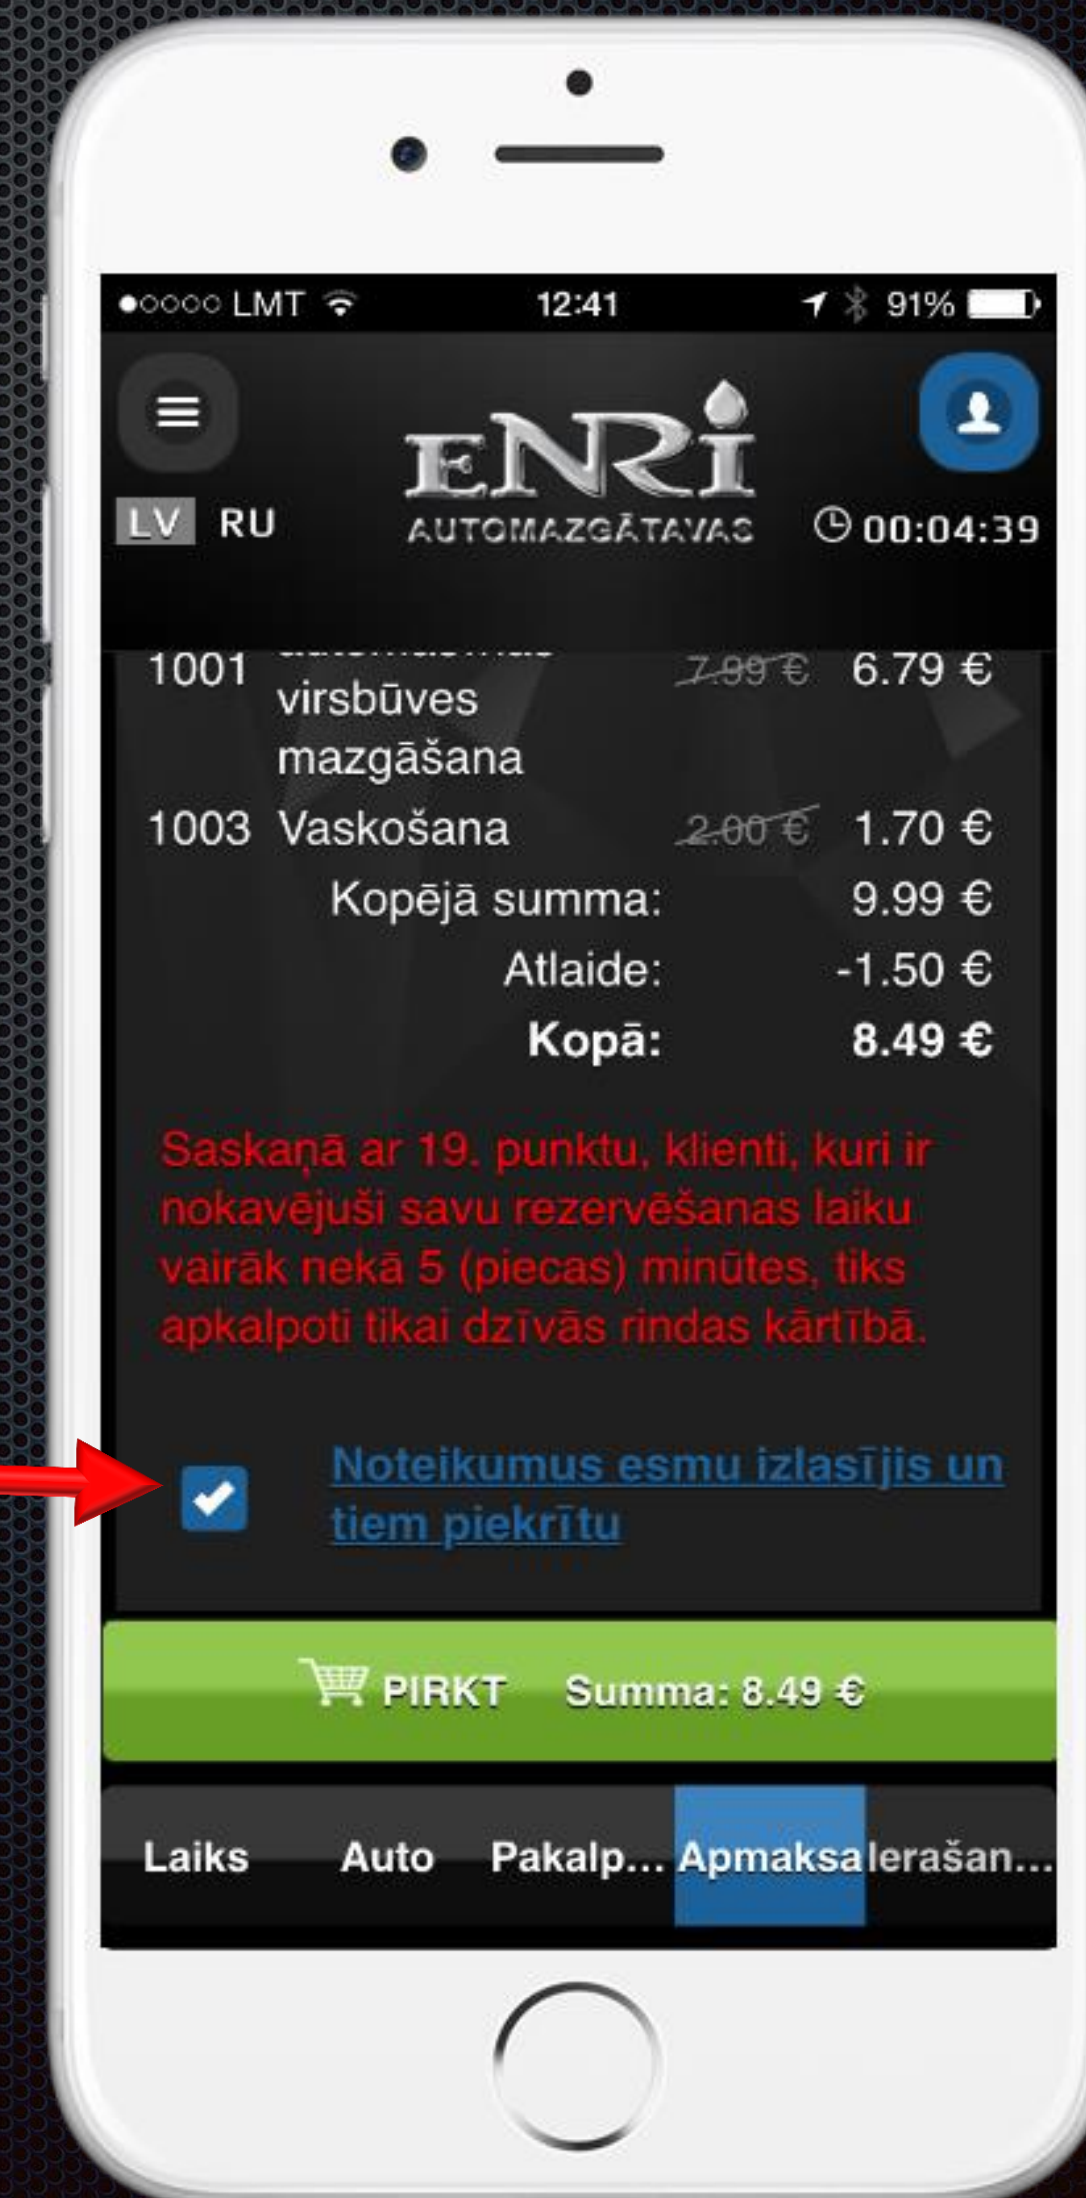 LMT 12:41 91%
ENRi
LV RU AUTOMAZGĀTAVAS 00:04:39
1001 7.99 € 6.79 €
virsbūves
mazgāšana
1003 Vaskošana 2.00 € 1.70 €
Kopējā summa: 9.99 €
Atlaide: -1.50 €
Kopā: 8.49 €
Saskaņā ar 19. punktu, klienti, kuri ir
nokavējuši savu rezervēšanas laiku
vairāk nekā 5 (piecas) minūtes, tiks
apkalpoti tikai dzīvās rindas kārtībā.
Noteikumus esmu izlasījis un
tiem piekrītu
PIRKT Summa: 8.49 €
Laiks Auto Pakalp... Apmaksa Ierašan...